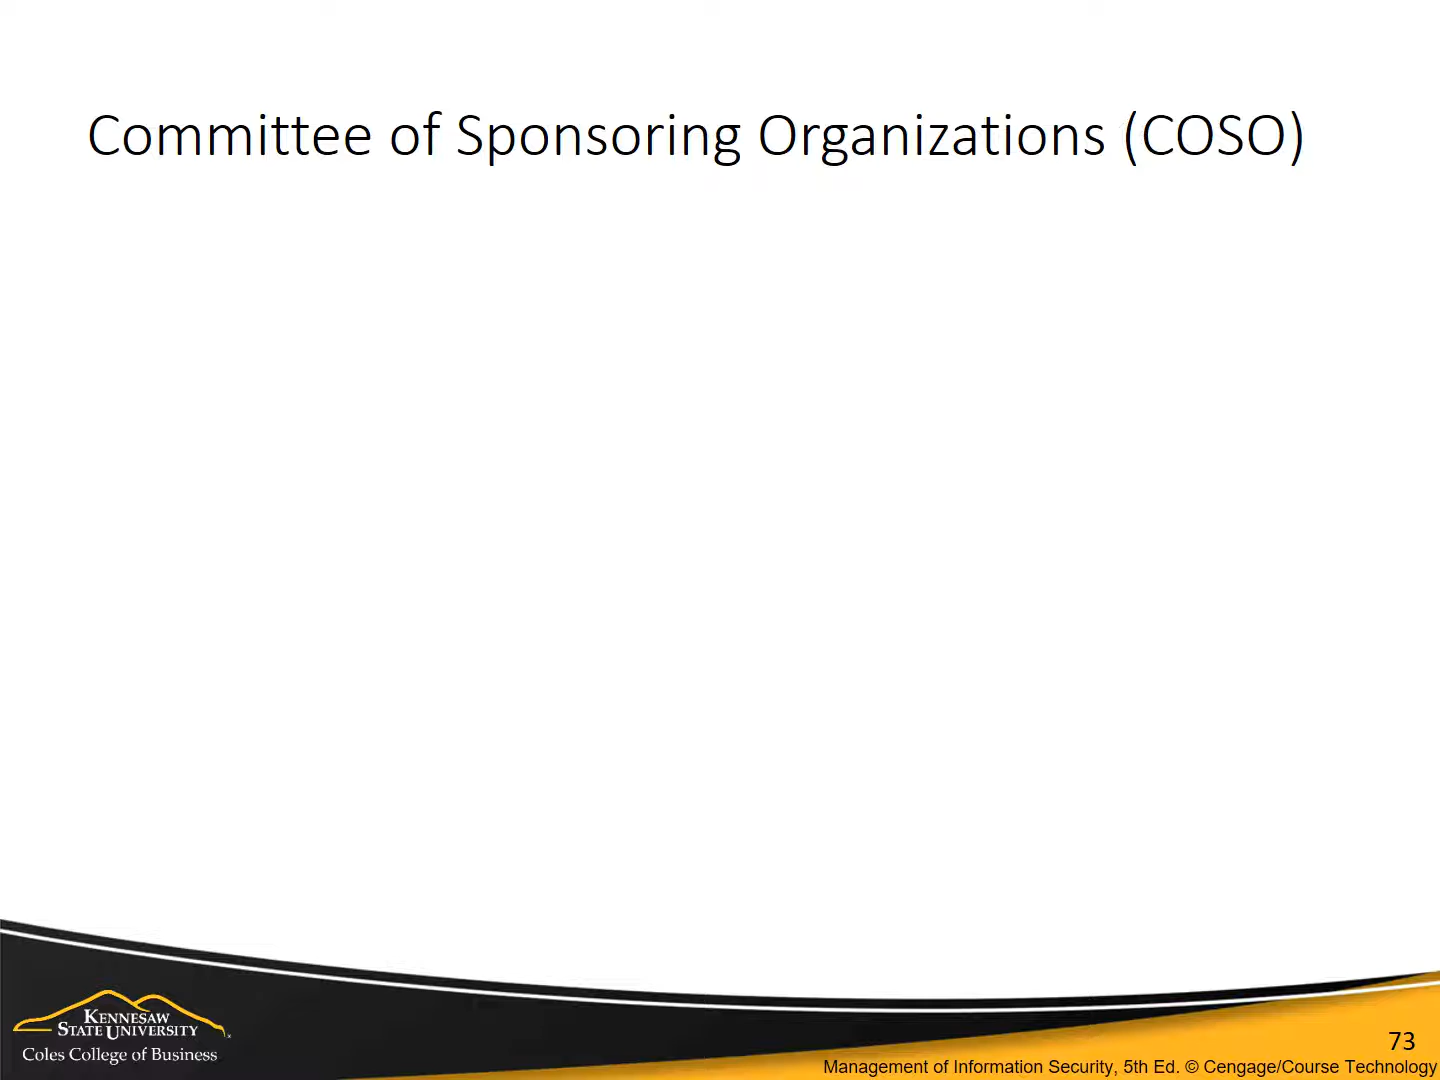 Committee of Sponsoring Organizations (COSO)
KENNESAW
STATE UNIVERSITY
Coles College of Business
73
Management of Information Security, 5th Ed. © Cengage/Course Technology